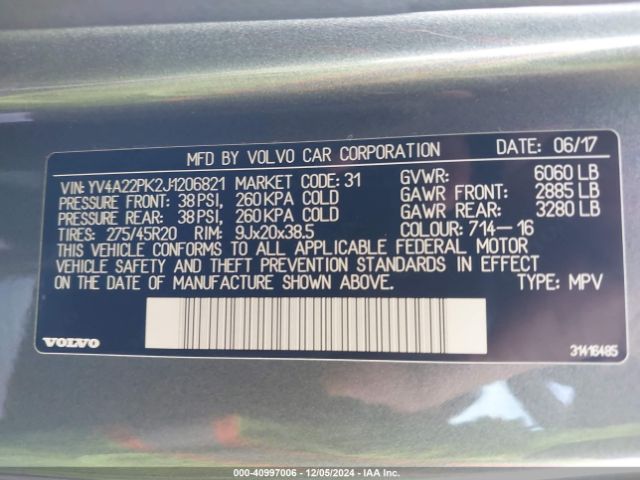 MFD BY VOLVO CAR CORPORATION DATE: 06/17
VIN: YV4A22PK2J1206821 MARKET CODE: 31 GVWR: 6060 LB
PRESSURE FRONT: 38 PSI, 260 KPA COLD GAWR FRONT: 2885 LB
PRESSURE REAR: 38 PSI, 260 KPA COLD GAWR REAR: 3280 LB
TIRES: 275/45R20 RIM: 9Jx20x38.5 COLOUR: 714-16
THIS VEHICLE CONFORMS TO ALL APPLICABLE FEDERAL MOTOR
VEHICLE SAFETY AND THEFT PREVENTION STANDARDS IN EFFECT
ON THE DATE OF MANUFACTURE SHOWN ABOVE. TYPE: MPV
VOLVO 31416485
000-40997006 - 12/05/2024 - IAA Inc.